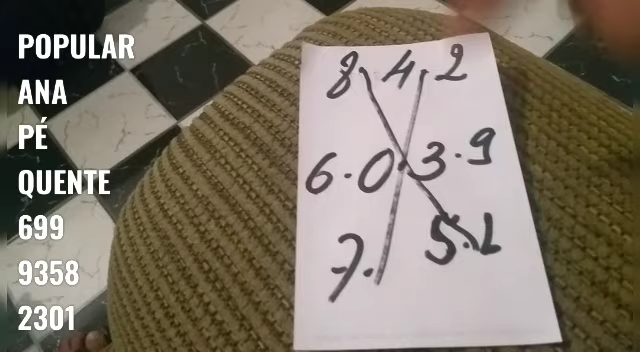 POPULAR
ANA
PÉ
QUENTE
699
9358
2301
8.4.2
6.0.3.9
7.5.1